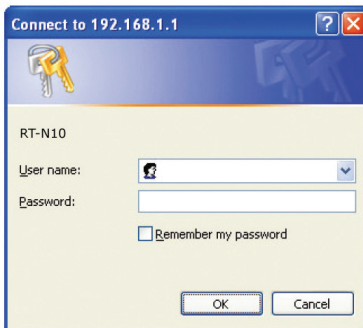 Connect to 192.168.1.1
RT-N10
User name:
Password:
Remember my password
OK
Cancel